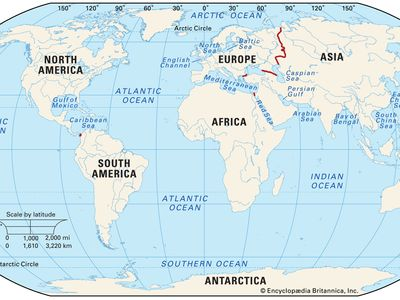 150° 120° 90° 60° 30° 0° 30° 60° 90° 120° 150°
ARCTIC OCEAN
Arctic Circle
NORTH
AMERICA
North
Sea
Baltic
Sea
English
Channel
EUROPE
ASIA
Mediterranean
Sea
Caspian
Sea
Persian
Gulf
Gulf of
Mexico
ATLANTIC
OCEAN
Caribbean
Sea
Red Sea
AFRICA
Arabian
Sea
Bay of
Bengal
South
China
Sea
SOUTH
AMERICA
INDIAN
OCEAN
ATLANTIC
OCEAN
Scale by latitude
0 1,000 2,000 mi
0 1,610 3,220 km
Antarctic Circle
SOUTHERN OCEAN
ANTARCTICA
© Encyclopædia Britannica, Inc.